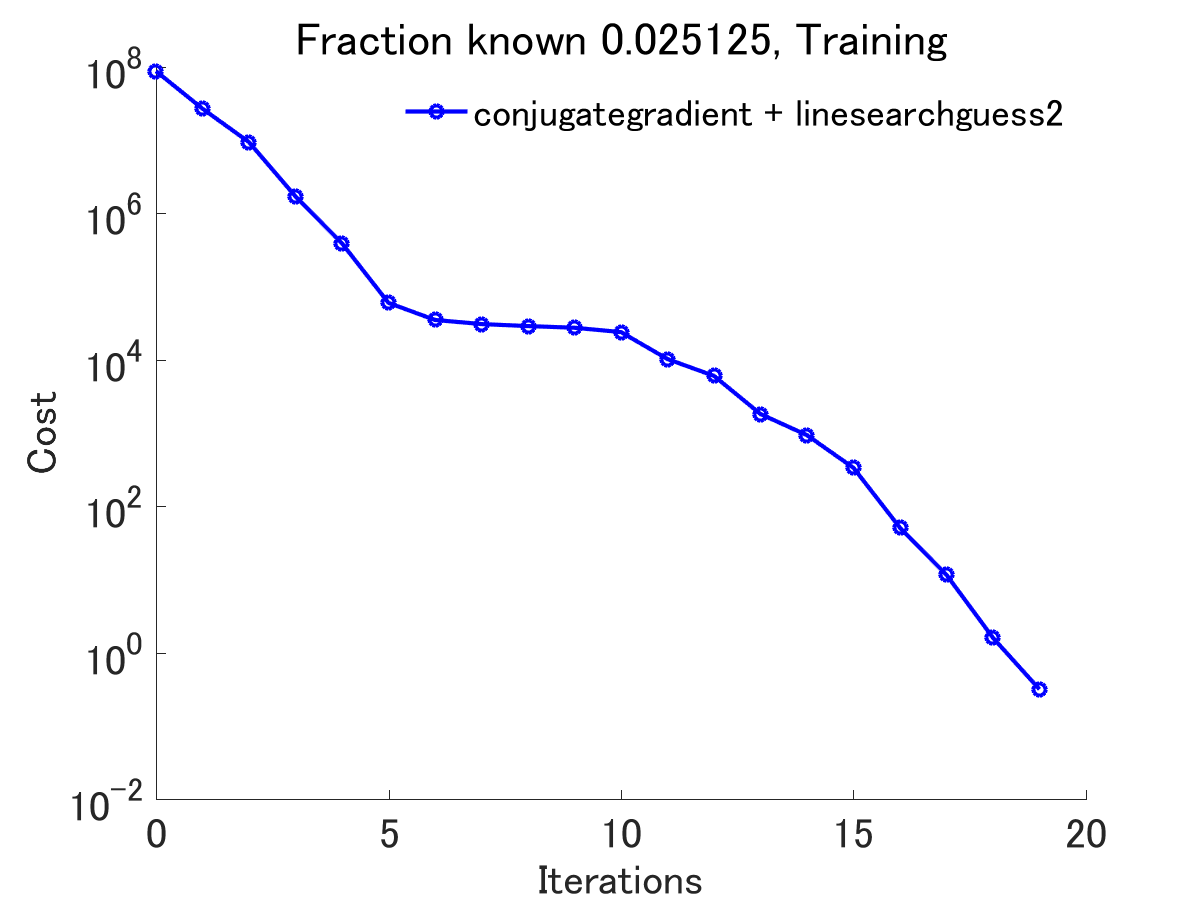 Fraction known 0.025125, Training
conjugategradient + linesearchguess2
10^8
10^6
10^4
10^2
10^0
10^-2
Cost
0 5 10 15 20
Iterations